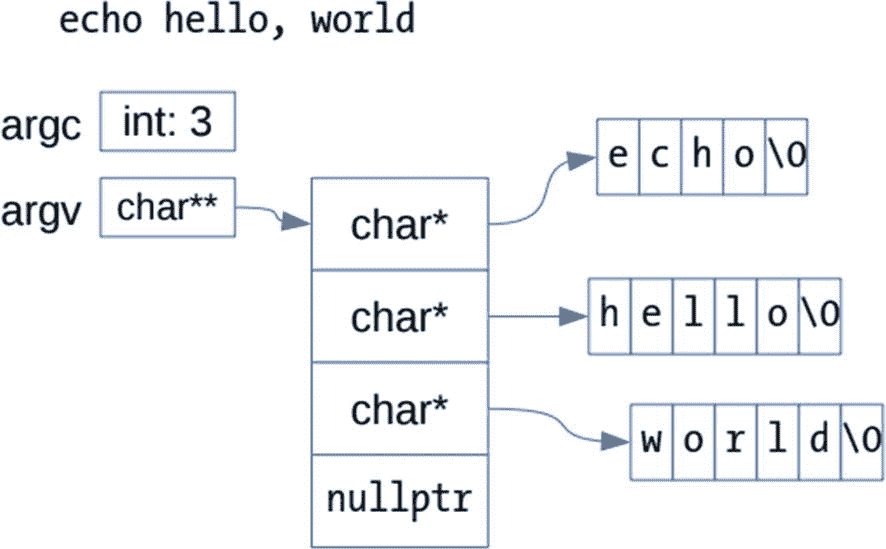 echo hello, world
argc int: 3
argv char**
char*
char*
char*
nullptr
e c h o \0
h e l l o \0
w o r l d \0